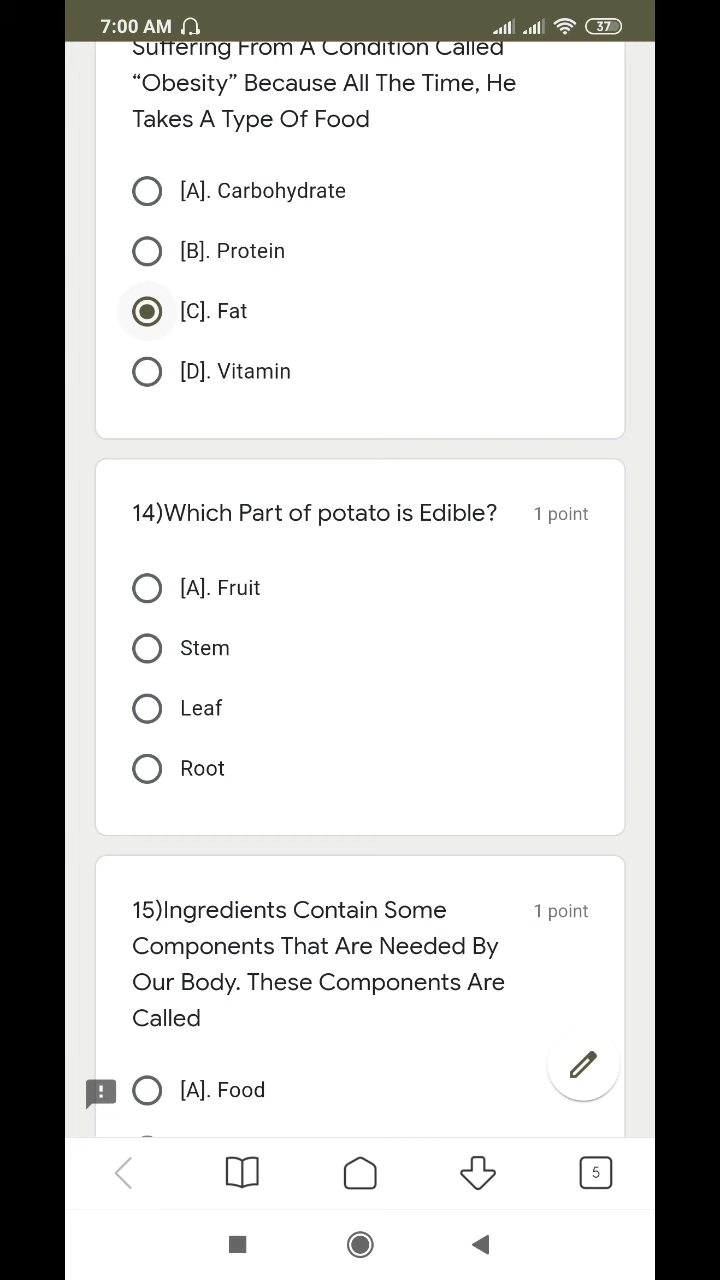 7:00 AM
37
Suffering From A Condition Called
“Obesity” Because All The Time, He
Takes A Type Of Food
[A]. Carbohydrate
[B]. Protein
[C]. Fat
[D]. Vitamin
14)Which Part of potato is Edible? 1 point
[A]. Fruit
Stem
Leaf
Root
15)Ingredients Contain Some 1 point
Components That Are Needed By
Our Body. These Components Are
Called
[A]. Food
5